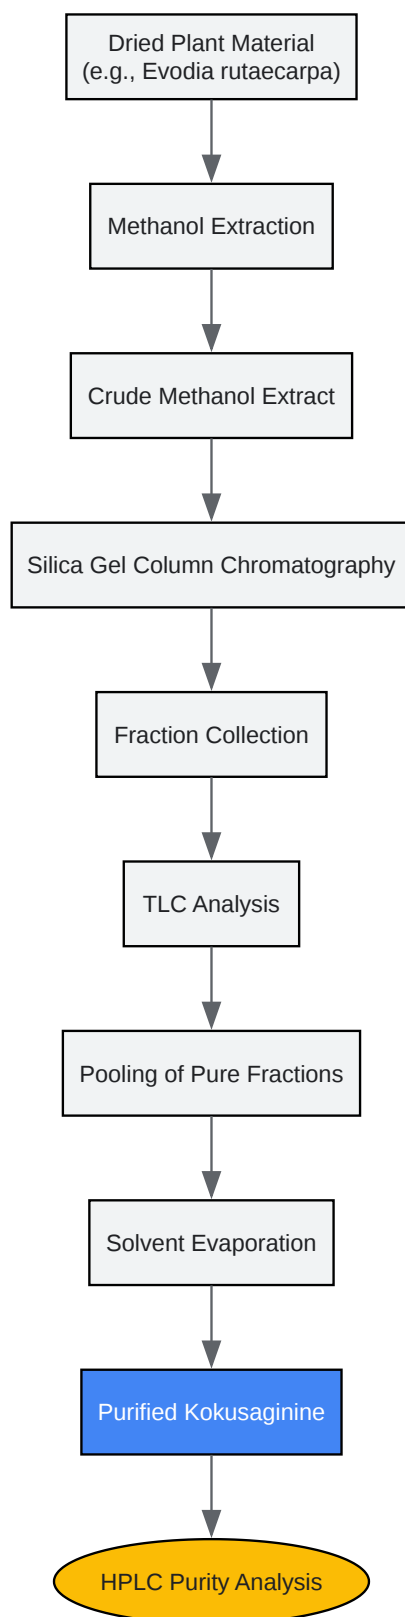 Dried Plant Material
(e.g., Evodia rutaecarpa)
Methanol Extraction
Crude Methanol Extract
Silica Gel Column Chromatography
Fraction Collection
TLC Analysis
Pooling of Pure Fractions
Solvent Evaporation
Purified Kokusaginine
HPLC Purity Analysis